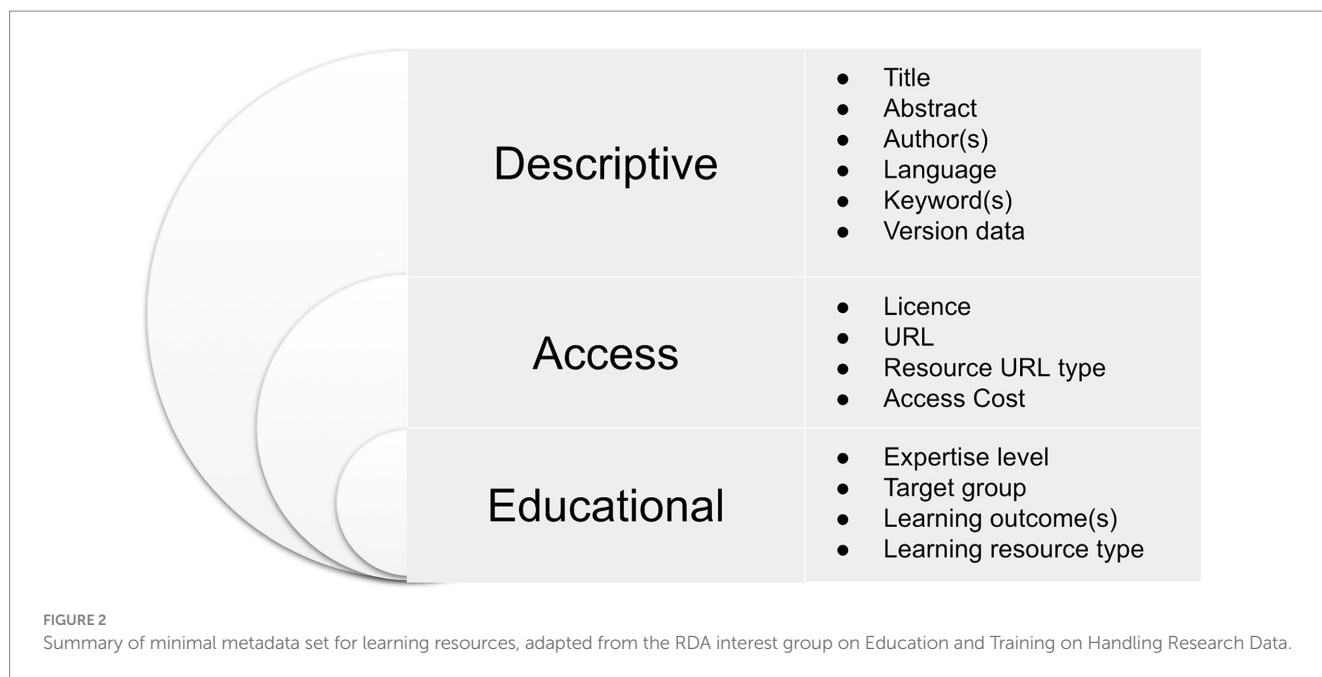 Descriptive
● Title
● Abstract
● Author(s)
● Language
● Keyword(s)
● Version data
Access
● Licence
● URL
● Resource URL type
● Access Cost
Educational
● Expertise level
● Target group
● Learning outcome(s)
● Learning resource type
FIGURE 2
Summary of minimal metadata set for learning resources, adapted from the RDA interest group on Education and Training on Handling Research Data.